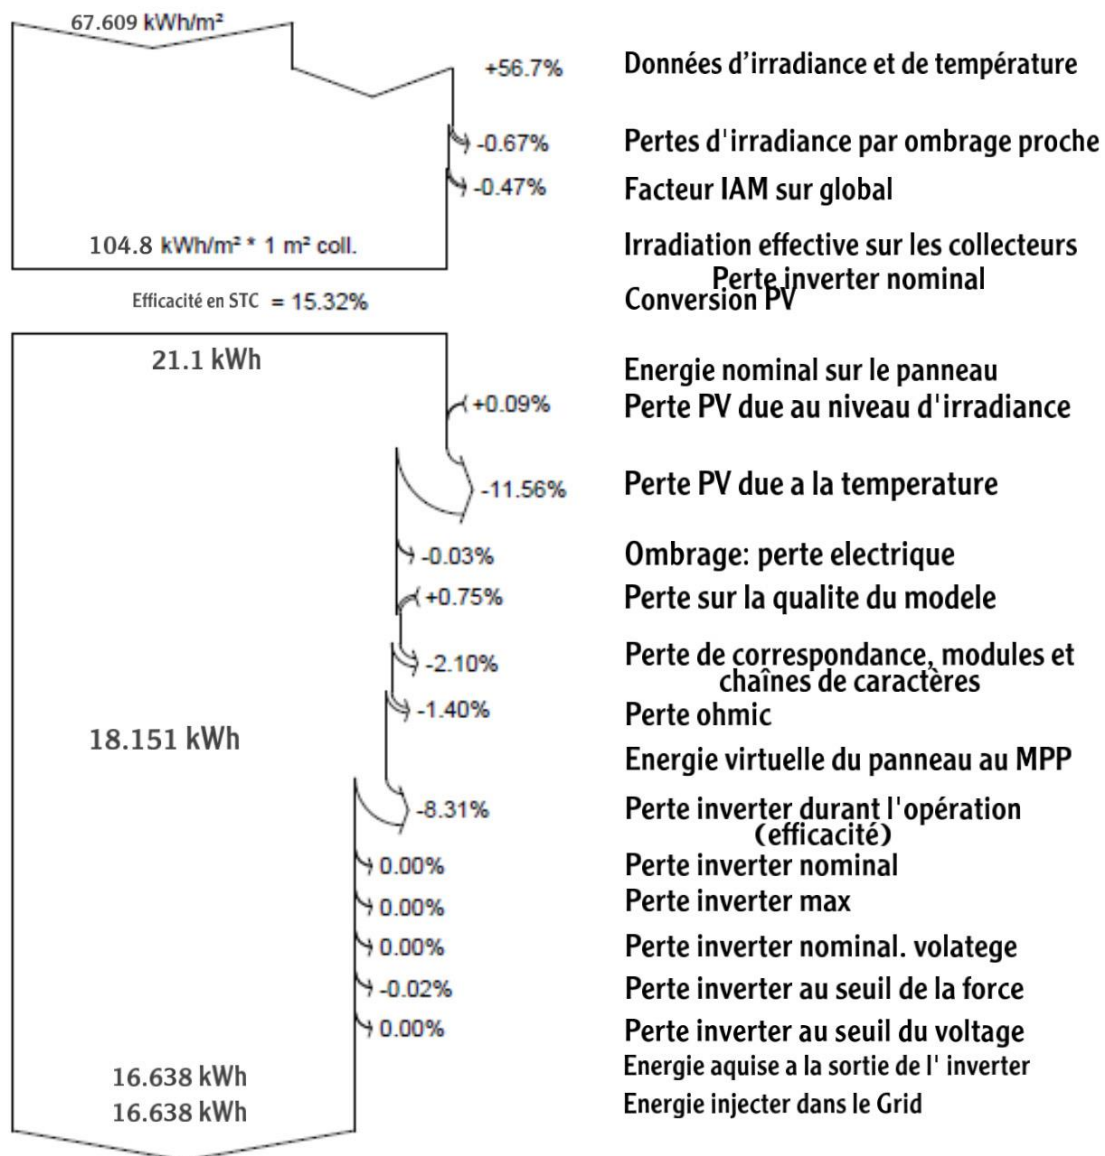 67.609 kWh/m²
+56.7% Données d'irradiance et de température
-0.67% Pertes d'irradiance par ombrage proche
-0.47% Facteur IAM sur global
104.8 kWh/m² * 1 m² coll. Irradiation effective sur les collecteurs
Perte inverter nominal
Efficacité en STC = 15.32% Conversion PV
21.1 kWh Energie nominal sur le panneau
+0.09% Perte PV due au niveau d'irradiance
-11.56% Perte PV due a la temperature
-0.03% Ombrage: perte electrique
+0.75% Perte sur la qualite du modele
-2.10% Perte de correspondance, modules et
chaînes de caractères
-1.40% Perte ohmic
18.151 kWh Energie virtuelle du panneau au MPP
-8.31% Perte inverter durant l'opération
(efficacité)
0.00% Perte inverter nominal
0.00% Perte inverter max
0.00% Perte inverter nominal. volatege
-0.02% Perte inverter au seuil de la force
0.00% Perte inverter au seuil du voltage
16.638 kWh Energie aquise a la sortie de l' inverter
16.638 kWh Energie injecter dans le Grid